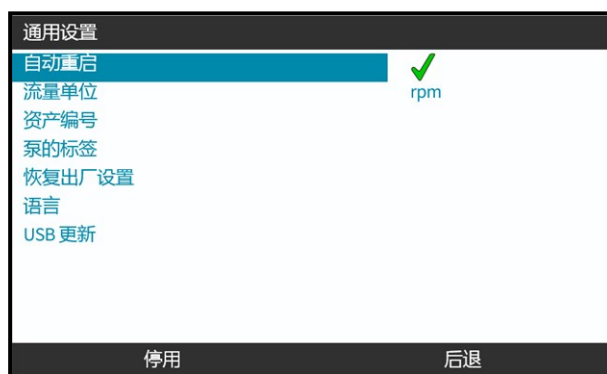 通用设置
自动重启
流量单位 rpm
资产编号
泵的标签
恢复出厂设置
语言
USB 更新
停用 后退